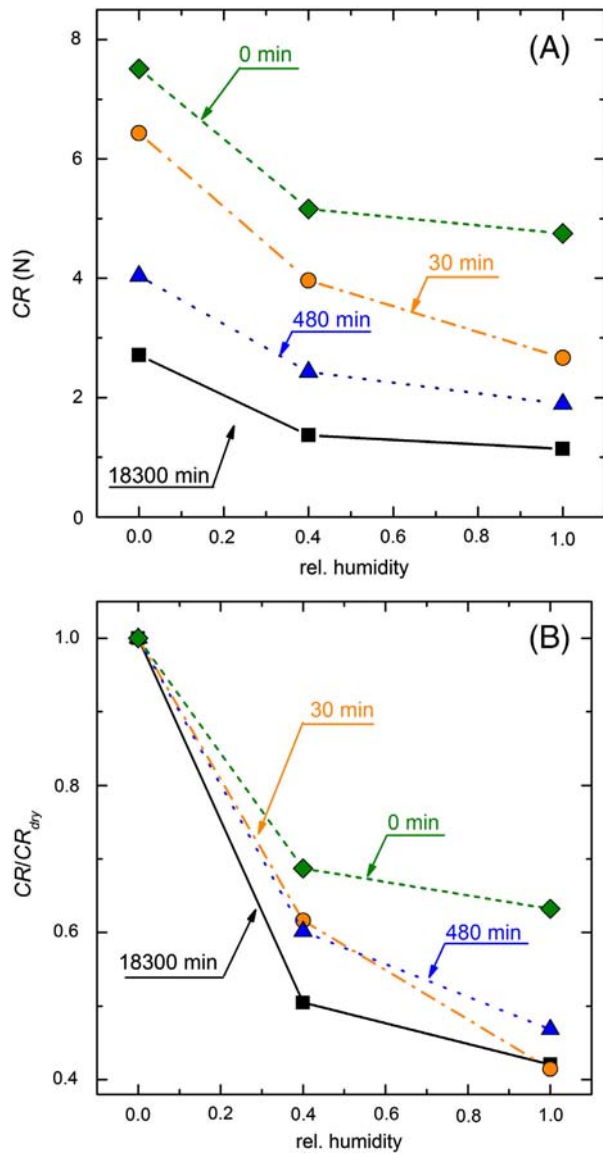 (A)
0 min
30 min
480 min
18300 min
CR (N)
8
6
4
2
0
0.0 0.2 0.4 0.6 0.8 1.0
rel. humidity
(B)
30 min
0 min
480 min
18300 min
CR/CRdry
1.0
0.8
0.6
0.4
0.0 0.2 0.4 0.6 0.8 1.0
rel. humidity